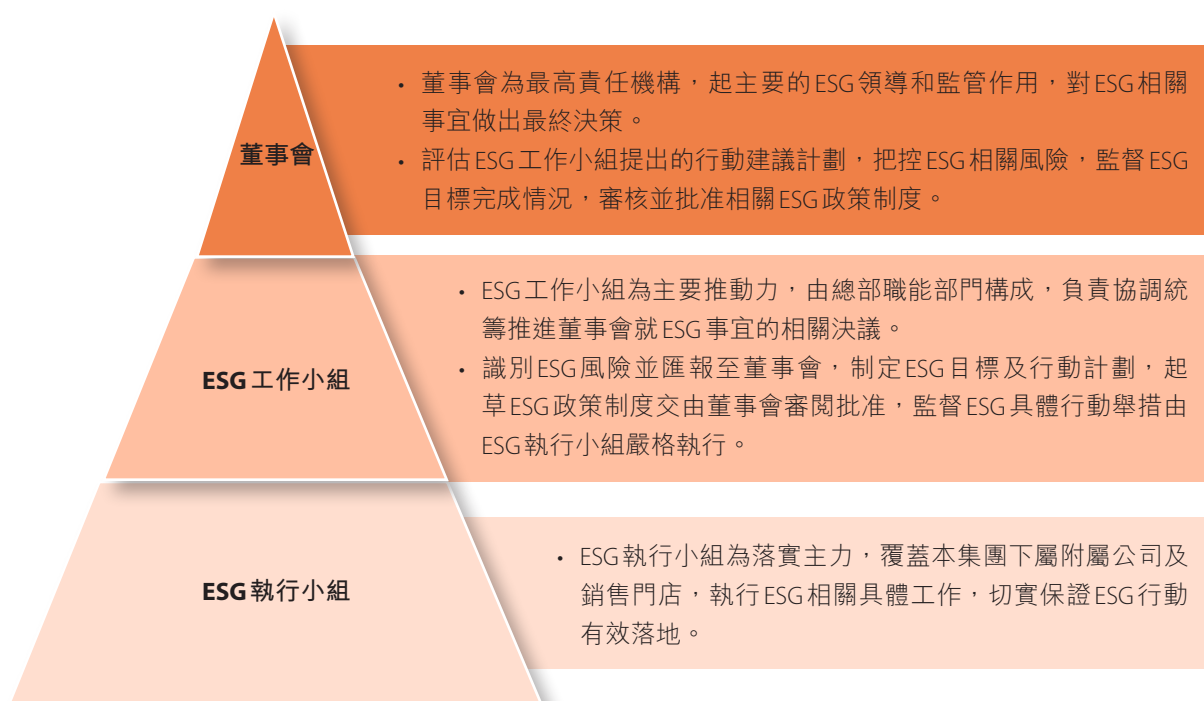 董事會
• 董事會為最高責任機構，起主要的ESG領導和監管作用，對ESG相關
事宜做出最終決策。
• 評估ESG工作小組提出的行動建議計劃，把控ESG相關風險，監督ESG
目標完成情況，審核並批准相關ESG政策制度。
ESG工作小組
• ESG工作小組為主要推動力，由總部職能部門構成，負責協調統
籌推進董事會就ESG事宜的相關決議。
• 識別ESG風險並匯報至董事會，制定ESG目標及行動計劃，起
草ESG政策制度交由董事會審閱批准，監督ESG具體行動舉措由
ESG執行小組嚴格執行。
ESG執行小組
• ESG執行小組為落實主力，覆蓋本集團下屬附屬公司及
銷售門店，執行ESG相關具體工作，切實保證ESG行動
有效落地。